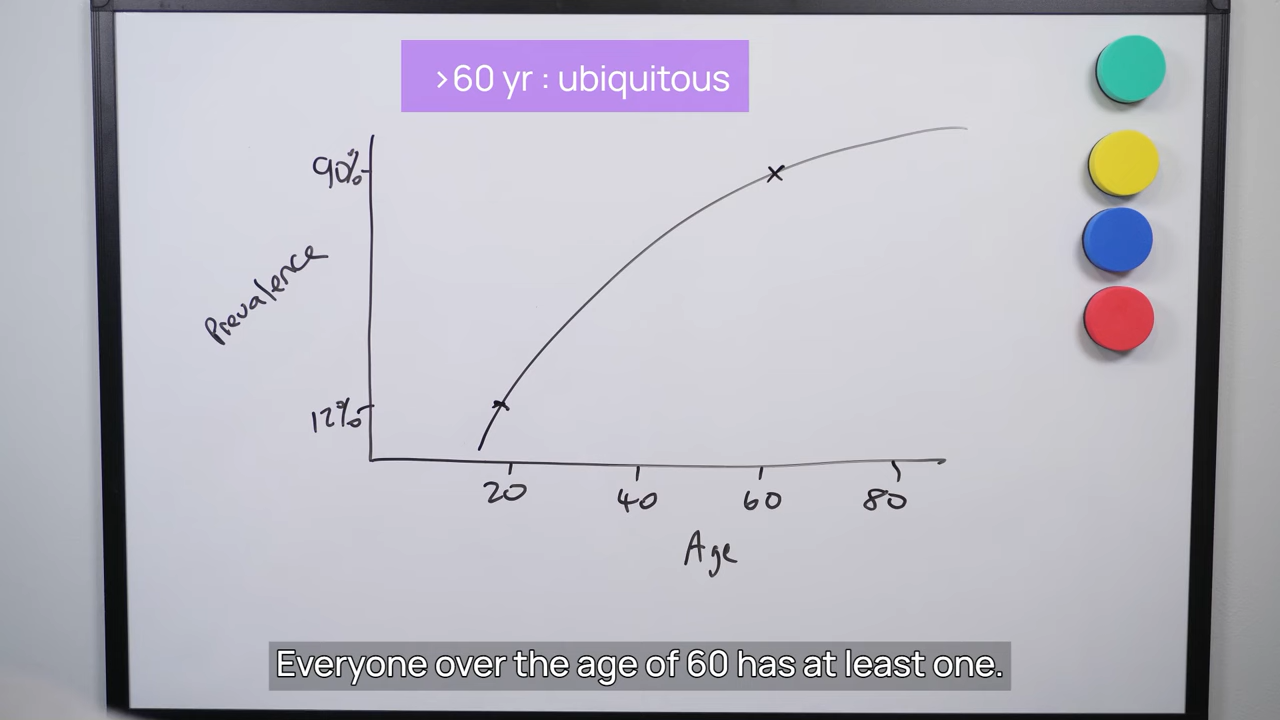 >60 yr : ubiquitous
90%
Prevalence
12%
20 40 60 80
Age
Everyone over the age of 60 has at least one.